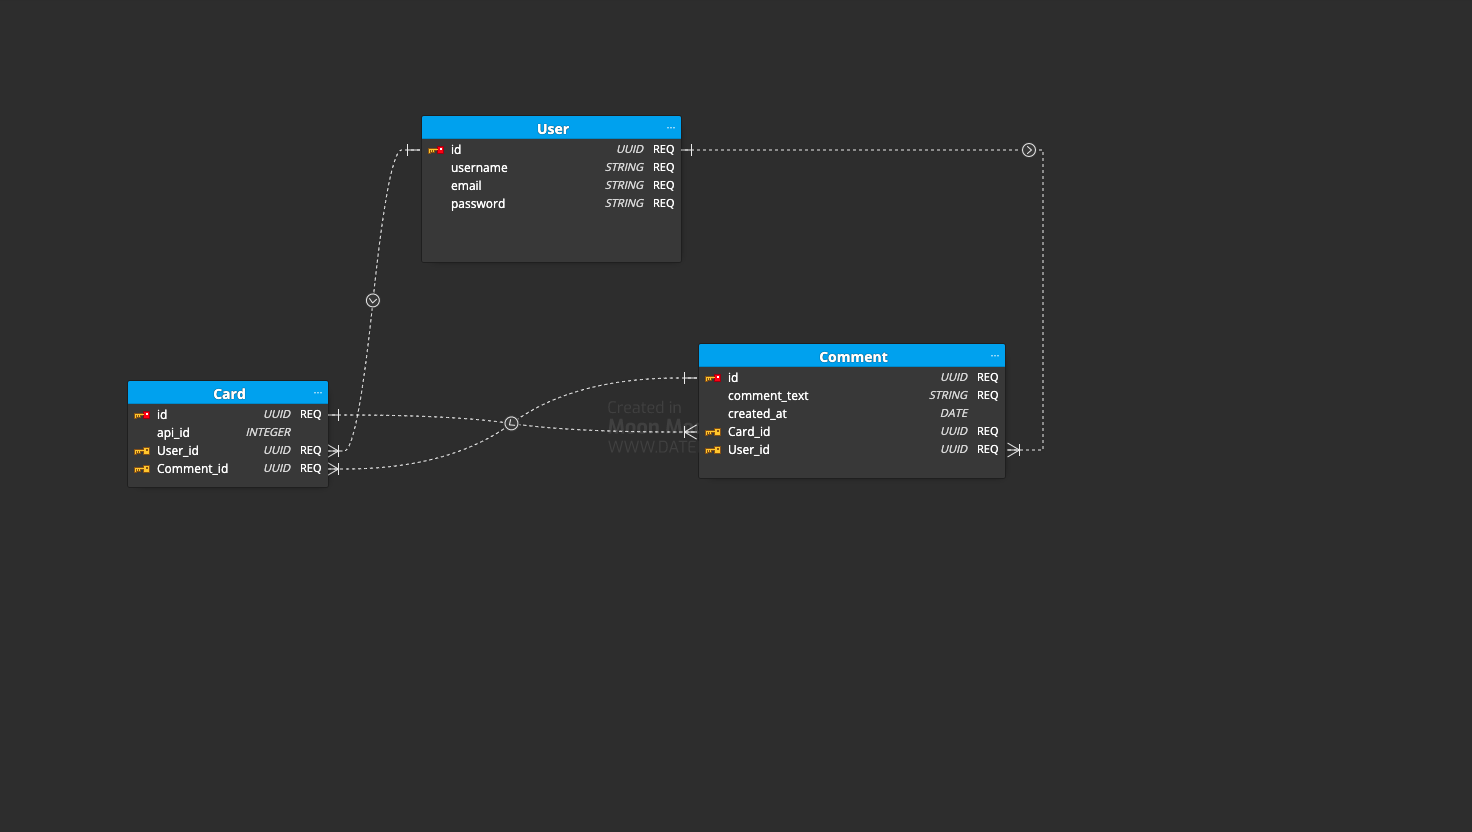 User ...
id UUID REQ
username STRING REQ
email STRING REQ
password STRING REQ
Comment ...
id UUID REQ
comment_text STRING REQ
created_at DATE
Card_id UUID REQ
User_id UUID REQ
Card ...
id UUID REQ
api_id INTEGER
User_id UUID REQ
Comment_id UUID REQ
Created in
Moon Mo
WWW.DATE